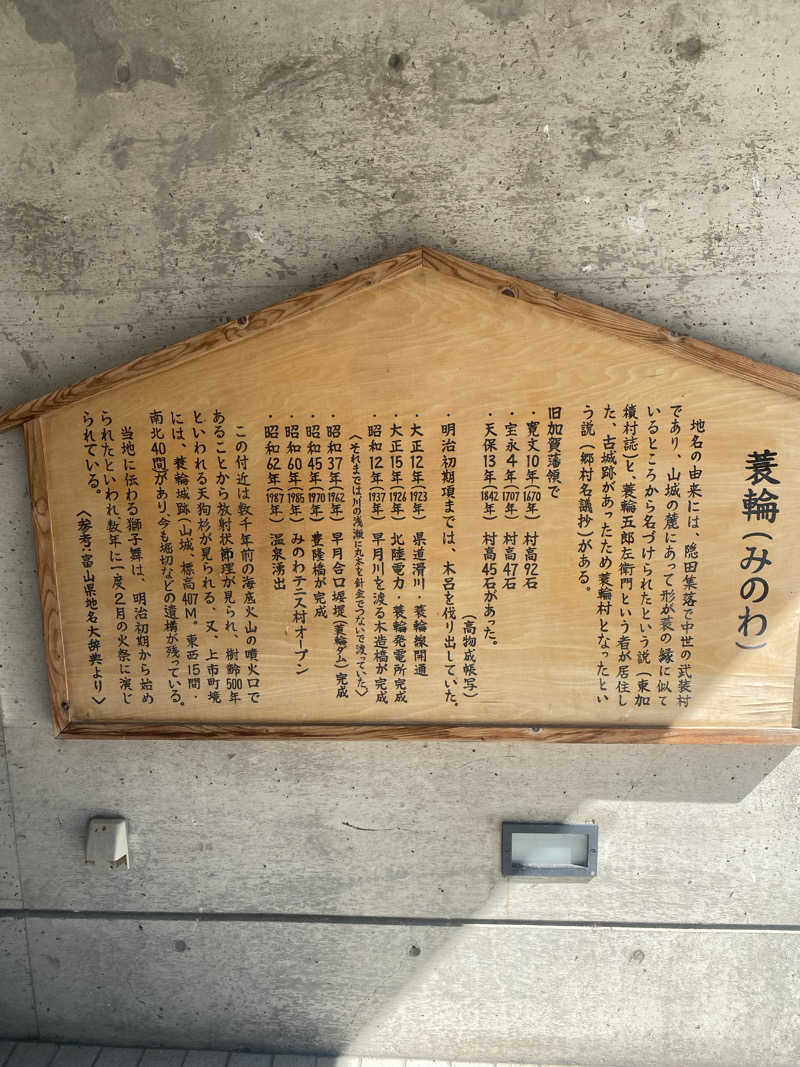 蓑輪(みのわ)
地名の由来には、隠田集落で中世の武装村
であり、山城の麓にあって形が蓑の縁に似て
いるところから名づけられたという説(東加
積村誌)と、蓑輪五郎左衛門という者が居住し
た、古城跡があったため蓑輪村となったとい
う説(郷村名議抄)がある。
旧加賀藩領で
・寛文10年(1670年) 村高92石
・宝永4年(1707年) 村高47石
・天保13年(1842年) 村高45石があった。
(高物成帳写)
・明治初期項までは、木呂を伐り出していた。
・大正12年(1923年) 県道滑川・蓑輪線開通
・大正15年(1926年) 北陸電力・蓑輪発電所完成
・昭和12年(1937年) 早月川を渡る木造橋が完成
〈それまでは川の浅瀬に丸木を針金でつないで渡っていた〉
・昭和37年(1962年) 早月合口堰堤(蓑輪ダム)完成
・昭和45年(1970年) 豊隆橋が完成
・昭和60年(1985年) みのわテニス村オープン
・昭和62年(1987年) 温泉湧出
この付近は数千年前の海底火山の噴火口で
あることから放射状節理が見られ、樹齢500年
といわれる天狗杉が見られる。又、上市町境
には、蓑輪城跡(山城、標高407M。東西15間・
南北40間)があり、今も堀切などの遺構が残っている。
当地に伝わる獅子舞は、明治初期から始め
られたといわれ、数年に一度2月の火祭に演じ
られている。 〈参考:富山県地名大辞典より〉